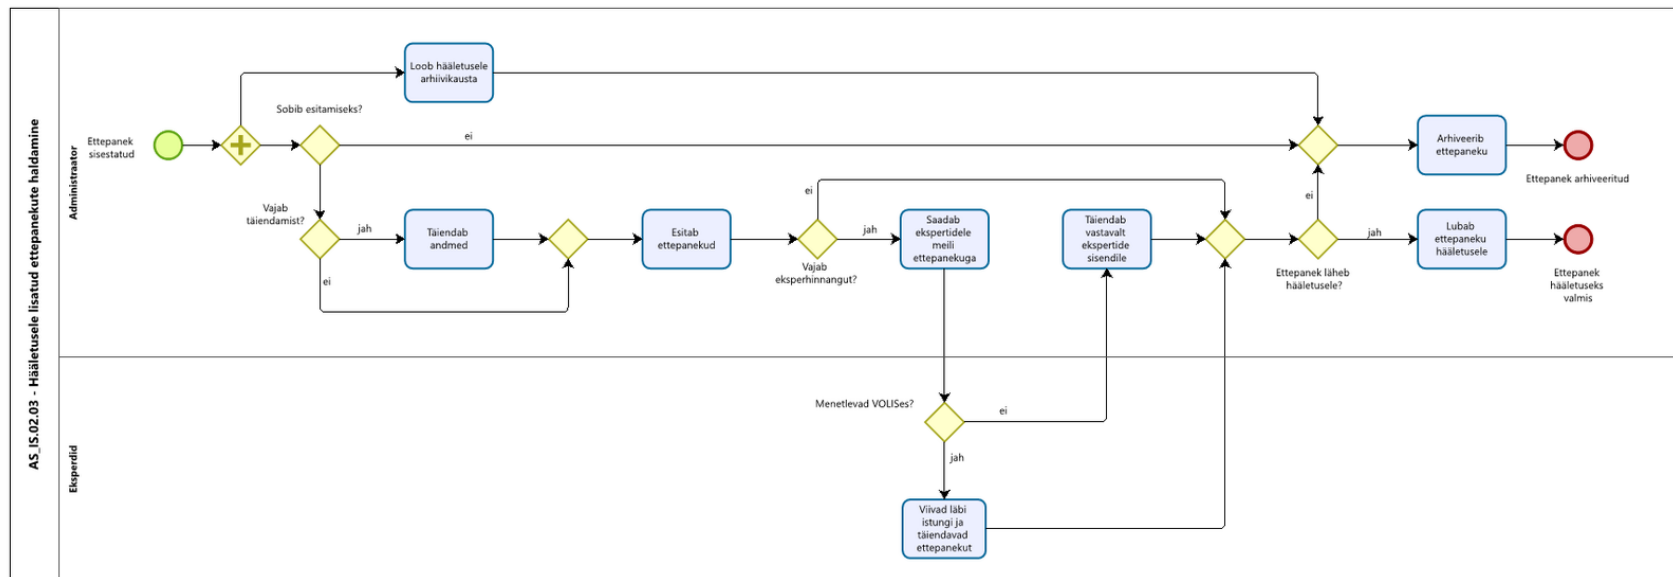 AS_IS.02.03 - Hääletusele lisatud ettepanekute haldamine
Administraator
Ettepanek
sisestatud
Loob hääletusele
arhiivikausta
Sobib esitamiseks?
ei
Vajab
täiendamist?
jah
ei
Täiendab
andmed
Esitab
ettepanekud
ei
Vajab
eksperhinnangut?
jah
Saadab
ekspertidele
meili
ettepanekuga
Täiendab
vastavalt
ekspertide
sisendile
Ettepanek läheb
hääletusele?
ei
jah
Arhiveerib
ettepaneku
Ettepanek arhiveeritud
Lubab
ettepaneku
hääletusele
Ettepanek
hääletuseks
valmis
Eksperdid
Menetlevad VOLISes?
ei
jah
Viivad läbi
istungi ja
täiendavad
ettepanekut